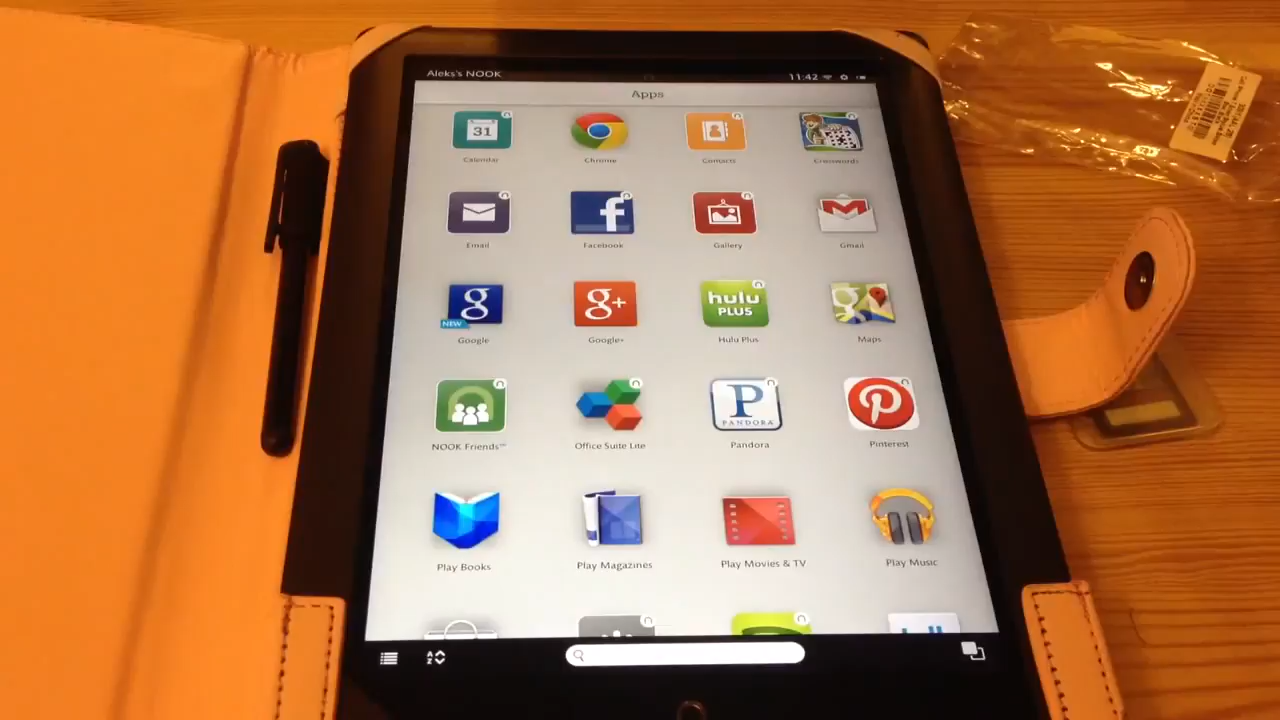 Aleks's NOOK
11:42
Apps
31
Calendar
Chrome
Contacts
Crosswords
Email
f
Facebook
Gallery
M
Gmail
g
NEW
Google
g+
Google+
hulu
PLUS
Hulu Plus
g
Maps
NOOK Friends™
Office Suite Lite
P
PANDORA
Pandora
P
Pinterest
Play Books
Play Magazines
Play Movies & TV
Play Music
A
Z